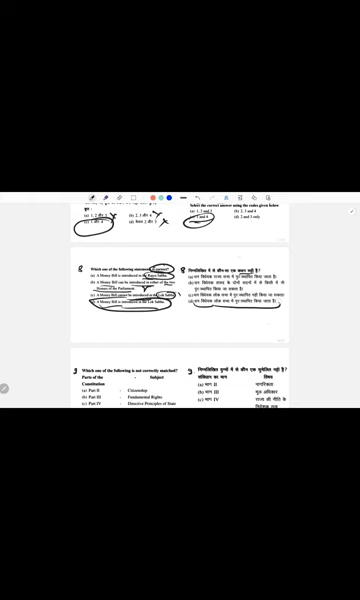 कूट :
Select the correct answer using the codes given below
(a) 1, 2 और 3
(b) 2, 3 और 4
(c) 1 और 4
(d) केवल 2 और 3
(a) 1, 2 and 3
(b) 2, 3 and 4
(d) 2 and 3 only
8
Which one of the following statements is correct?
(a) A Money Bill is introduced in the Rajya Sabha.
(b) A Money Bill can be introduced in either of the two
Houses of the Parliament.
(c) A Money Bill cannot be introduced in the Lok Sabha.
(d) A Money Bill is introduced in the Lok Sabha.
8
निम्नलिखित में से कौन-सा एक कथन सही है?
(a) धन विधेयक राज्य सभा में पुर:स्थापित किया जाता है।
(b) धन विधेयक संसद के दोनों सदनों में से किसी में भी
पुर:स्थापित किया जा सकता है।
(c) धन विधेयक लोक सभा में पुर:स्थापित नहीं किया जा सकता
(d) धन विधेयक लोक सभा में पुर:स्थापित किया जाता है।
9
Which one of the following is not correctly matched?
Parts of the - Subject
Constitution
(a) Part II - Citizenship
(b) Part III - Fundamental Rights
(c) Part IV - Directive Principles of State
9.
निम्नलिखित युग्मों में से कौन-सा एक सुमेलित नहीं है?
संविधान का भाग विषय
(a) भाग II नागरिकता
(b) भाग III मूल अधिकार
(c) भाग IV राज्य की नीति के
निदेशक तत्व